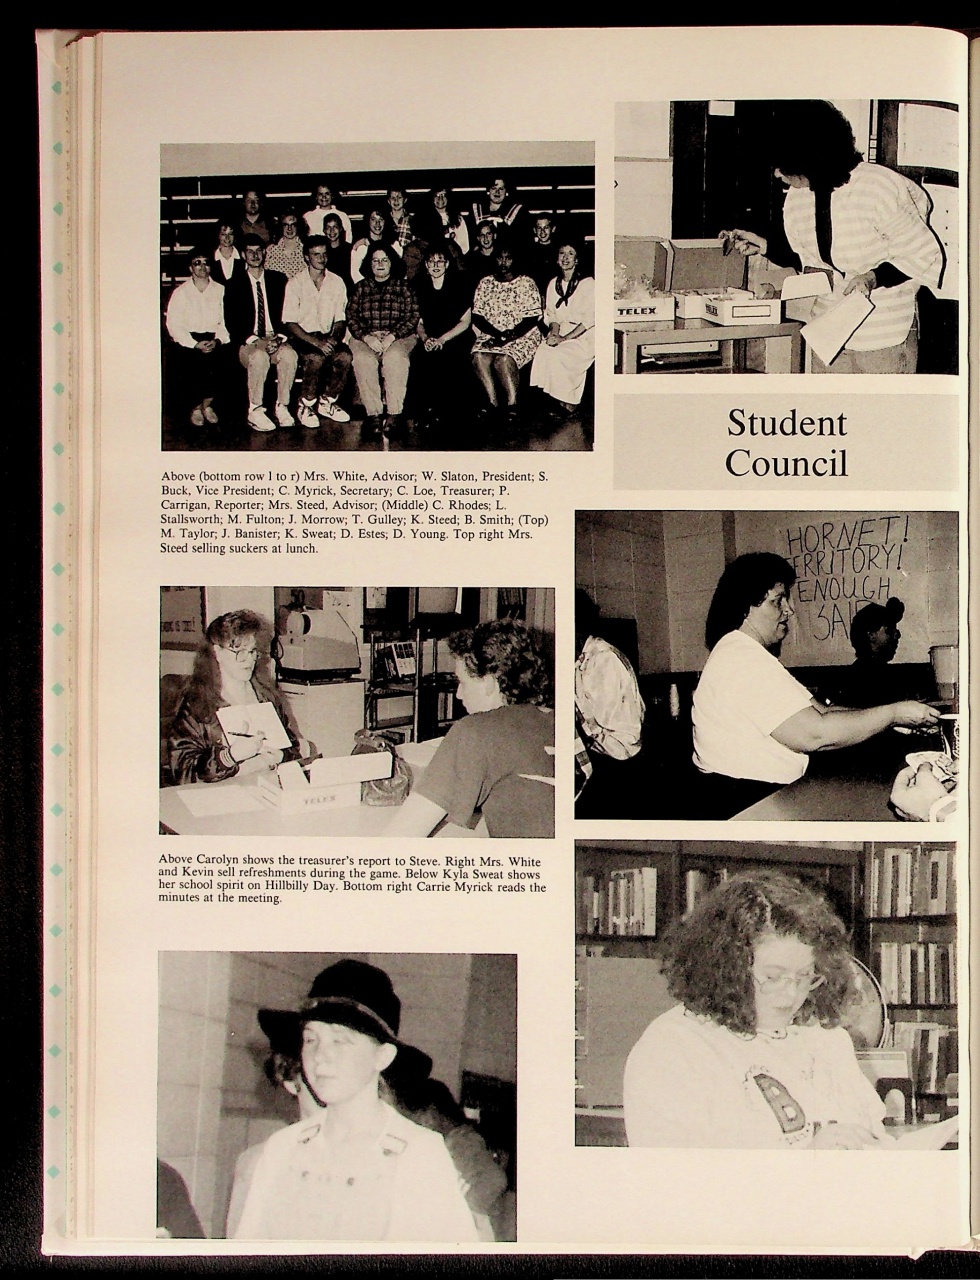 TELEX
TELEX
Student
Council
Above (bottom row l to r) Mrs. White, Advisor; W. Slaton, President; S.
Buck, Vice President; C. Myrick, Secretary; C. Loe, Treasurer; P.
Carrigan, Reporter; Mrs. Steed, Advisor; (Middle) C. Rhodes; L.
Stallsworth; M. Fulton; J. Morrow; T. Gulley; K. Steed; B. Smith; (Top)
M. Taylor; J. Banister; K. Sweat; D. Estes; D. Young. Top right Mrs.
Steed selling suckers at lunch.
HORNET!
ERRITORY!
ENOUGH
SAI
TELEX
Above Carolyn shows the treasurer's report to Steve. Right Mrs. White
and Kevin sell refreshments during the game. Below Kyla Sweat shows
her school spirit on Hillbilly Day. Bottom right Carrie Myrick reads the
minutes at the meeting.
B